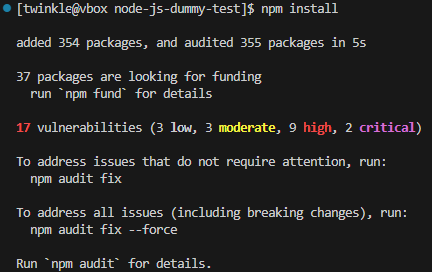 [twinkle@vbox node-js-dummy-test]$ npm install
added 354 packages, and audited 355 packages in 5s
37 packages are looking for funding
run `npm fund` for details
17 vulnerabilities (3 low, 3 moderate, 9 high, 2 critical)
To address issues that do not require attention, run:
npm audit fix
To address all issues (including breaking changes), run:
npm audit fix --force
Run `npm audit` for details.